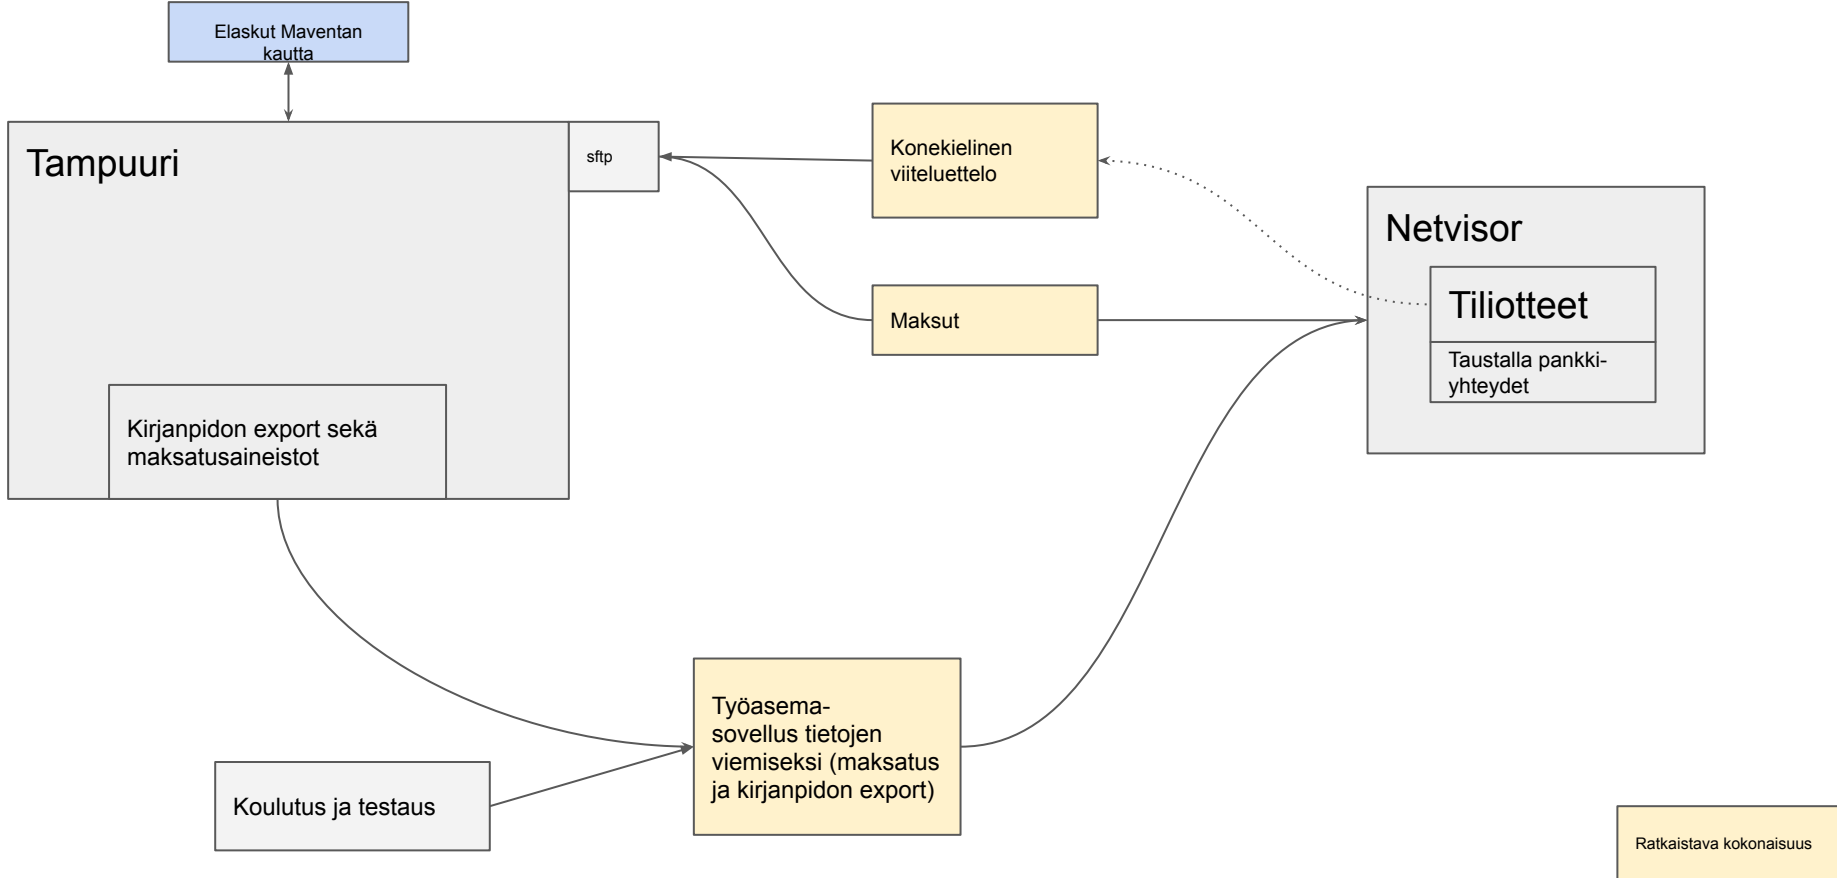 Elaskut Maventan
kautta
Tampuuri
sftp
Konekielinen
viiteluettelo
Netvisor
Tiliotteet
Maksut
Taustalla pankki-
yhteydet
Kirjanpidon export sekä
maksatusaineistot
Työasema-
sovellus tietojen
viemiseksi (maksatus
ja kirjanpidon export)
Koulutus ja testaus
Ratkaistava kokonaisuus